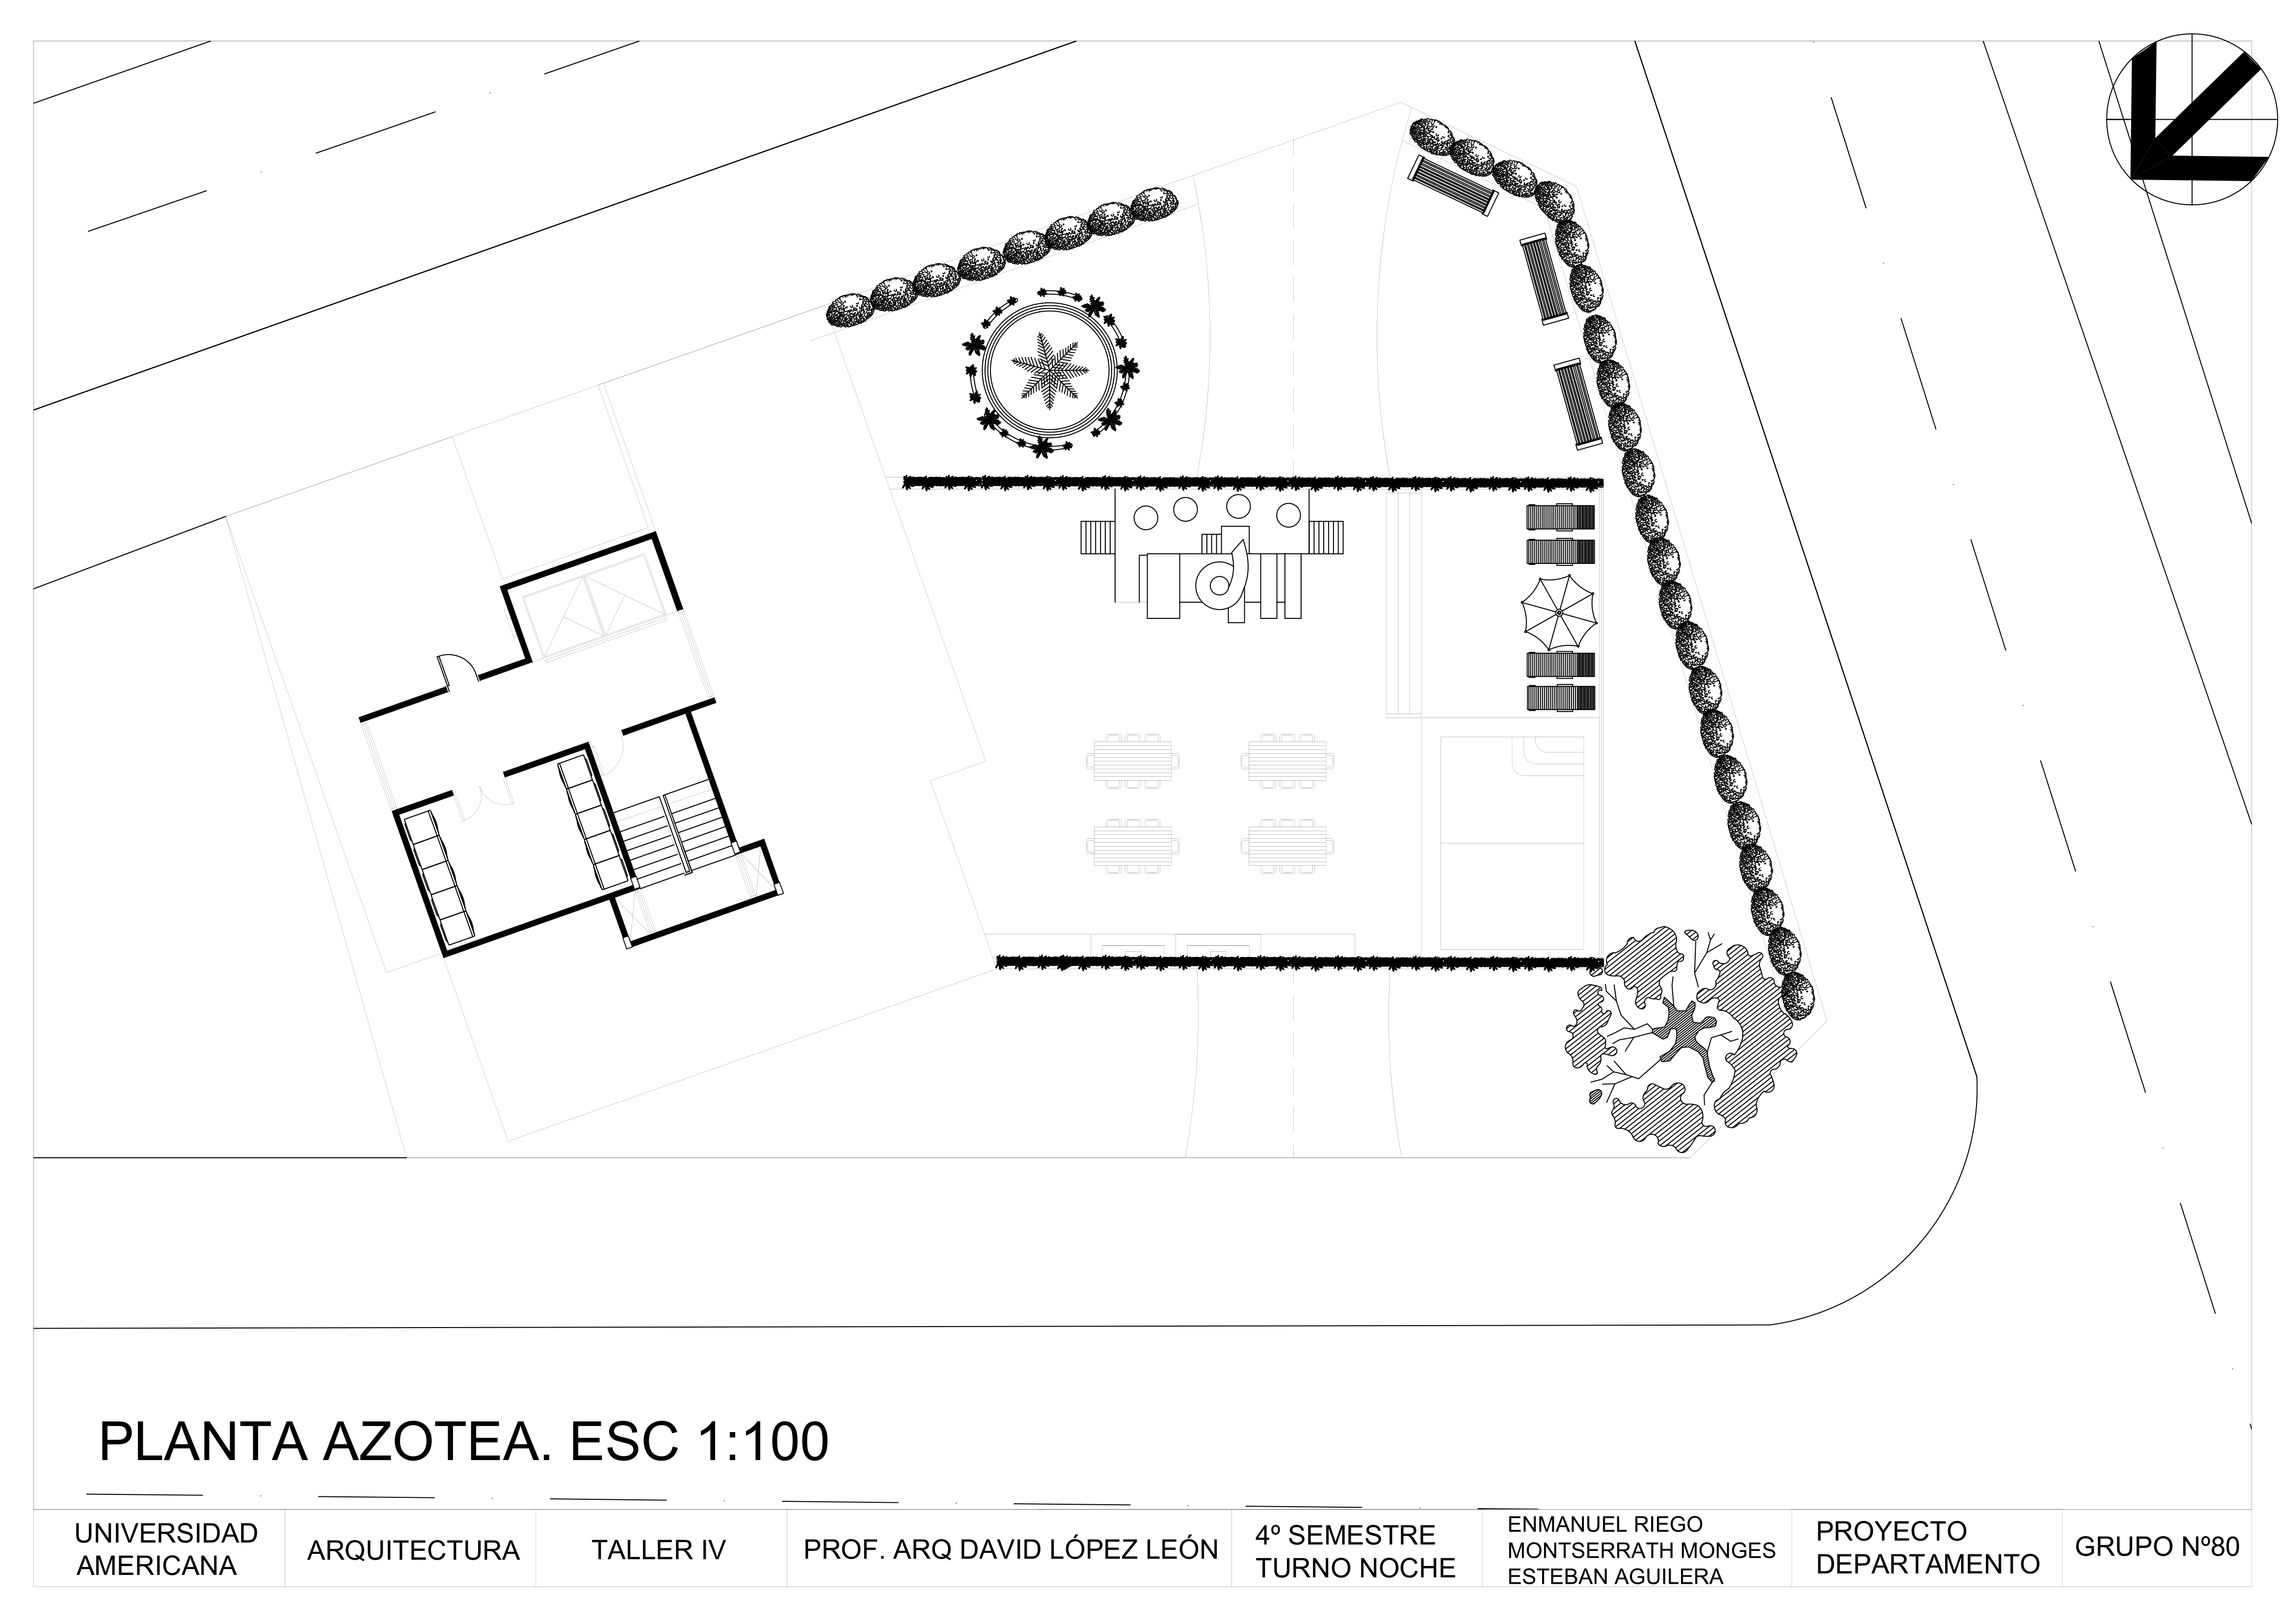 PLANTA AZOTEA. ESC 1:100
UNIVERSIDAD
AMERICANA
ARQUITECTURA
TALLER IV
PROF. ARQ DAVID LÓPEZ LEÓN
4º SEMESTRE
TURNO NOCHE
ENMANUEL RIEGO
MONTSERRATH MONGES
ESTEBAN AGUILERA
PROYECTO
DEPARTAMENTO
GRUPO Nº80